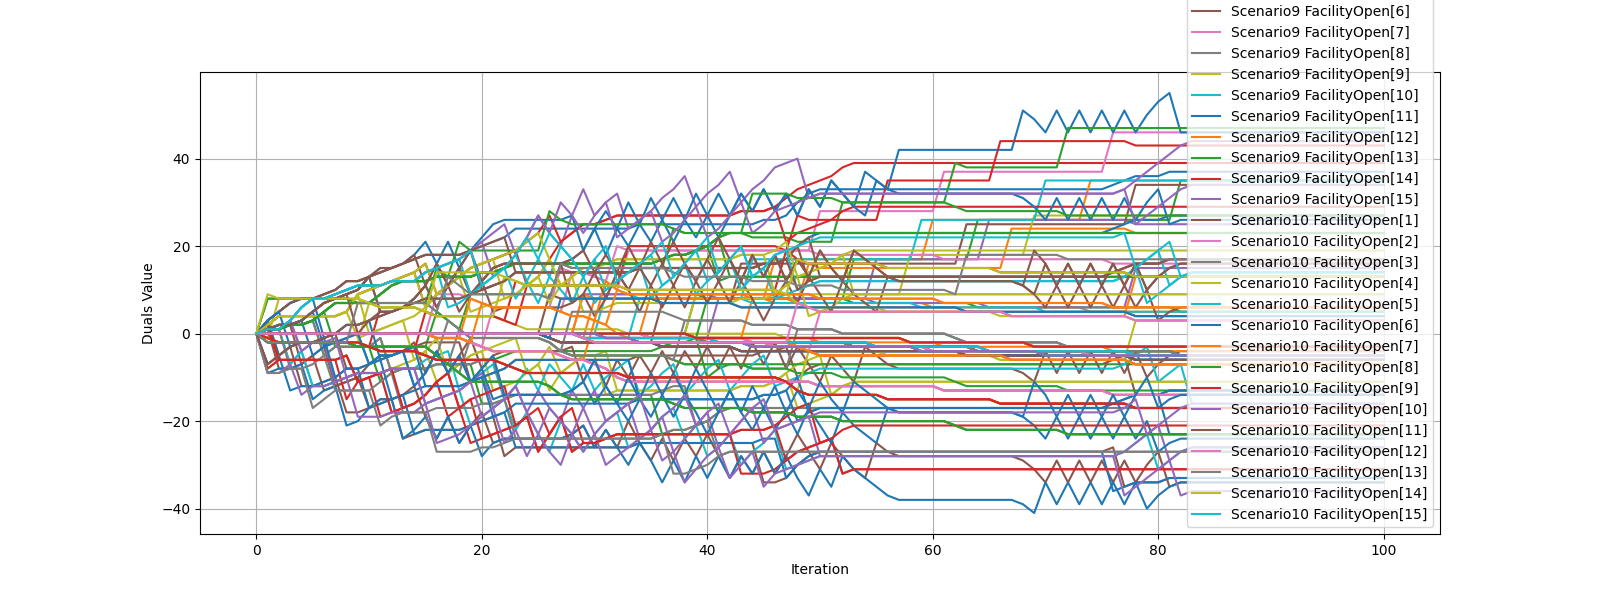 Scenario9 FacilityOpen[6]
Scenario9 FacilityOpen[7]
Scenario9 FacilityOpen[8]
Scenario9 FacilityOpen[9]
Scenario9 FacilityOpen[10]
Scenario9 FacilityOpen[11]
Scenario9 FacilityOpen[12]
Scenario9 FacilityOpen[13]
Scenario9 FacilityOpen[14]
Scenario9 FacilityOpen[15]
Scenario10 FacilityOpen[1]
Scenario10 FacilityOpen[2]
Scenario10 FacilityOpen[3]
Scenario10 FacilityOpen[4]
Scenario10 FacilityOpen[5]
Scenario10 FacilityOpen[6]
Scenario10 FacilityOpen[7]
Scenario10 FacilityOpen[8]
Scenario10 FacilityOpen[9]
Scenario10 FacilityOpen[10]
Scenario10 FacilityOpen[11]
Scenario10 FacilityOpen[12]
Scenario10 FacilityOpen[13]
Scenario10 FacilityOpen[14]
Scenario10 FacilityOpen[15]
Duals Value
40
20
0
−20
−40
0 20 40 60 80 100
Iteration